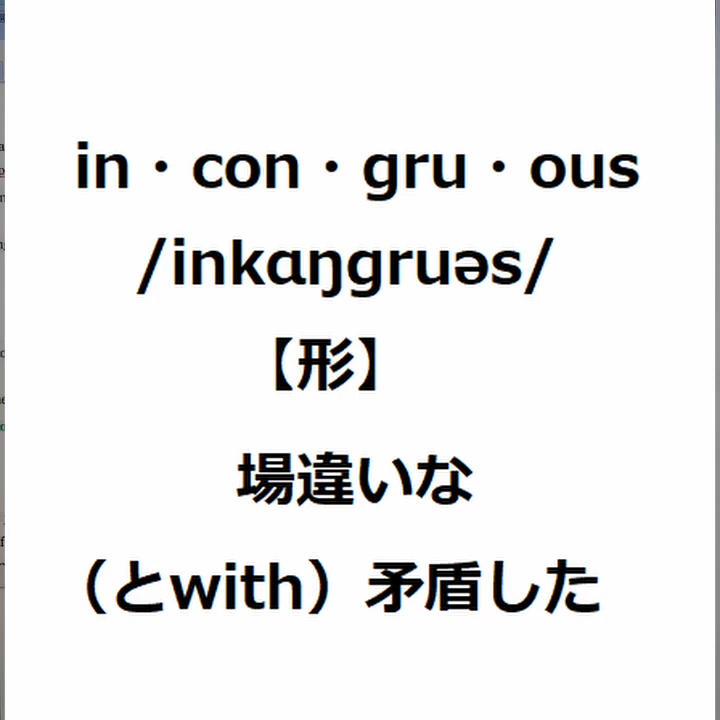 in・con・gru・ous
/inkɑŋgruəs/
【形】
場違いな
（とwith）矛盾した